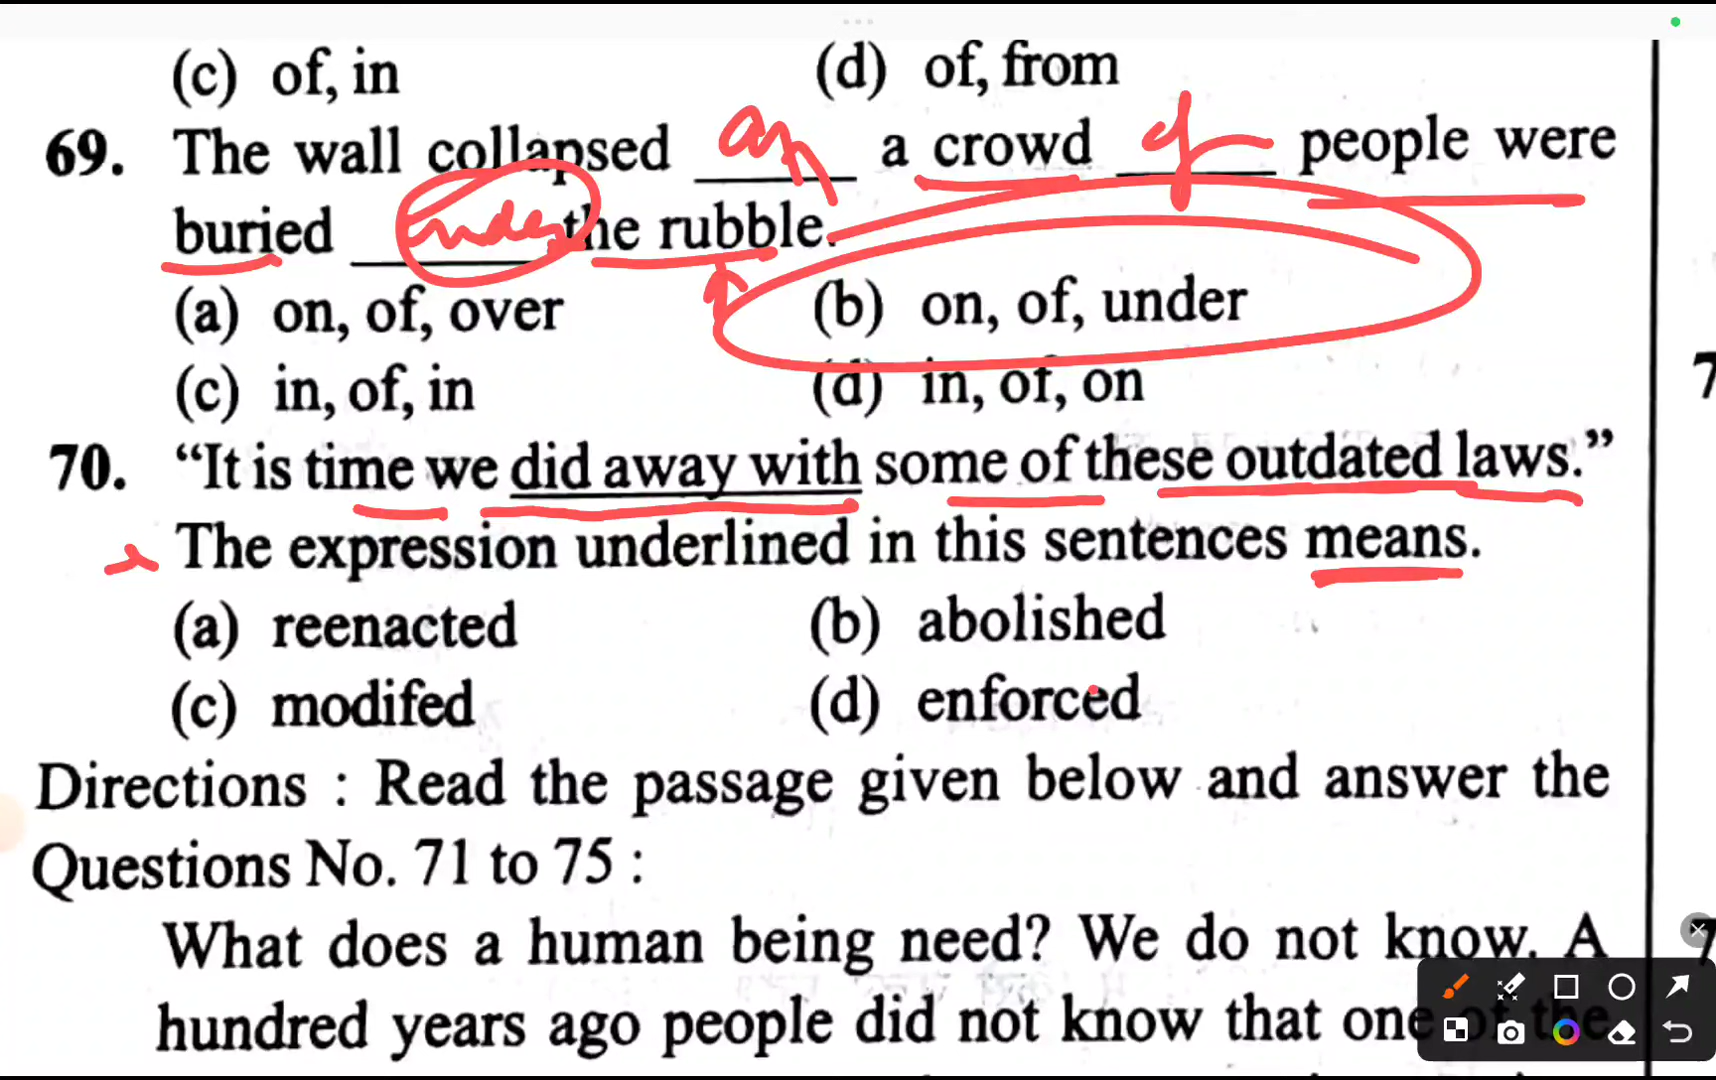 (c) of, in (d) of, from
69. The wall collapsed on a crowd of people were
buried under the rubble.
(a) on, of, over (b) on, of, under
(c) in, of, in (d) in, of, on
70. “It is time we did away with some of these outdated laws.”
The expression underlined in this sentences means.
(a) reenacted (b) abolished
(c) modifed (d) enforced
Directions : Read the passage given below and answer the
Questions No. 71 to 75 :
What does a human being need? We do not know. A
hundred years ago people did not know that one of the